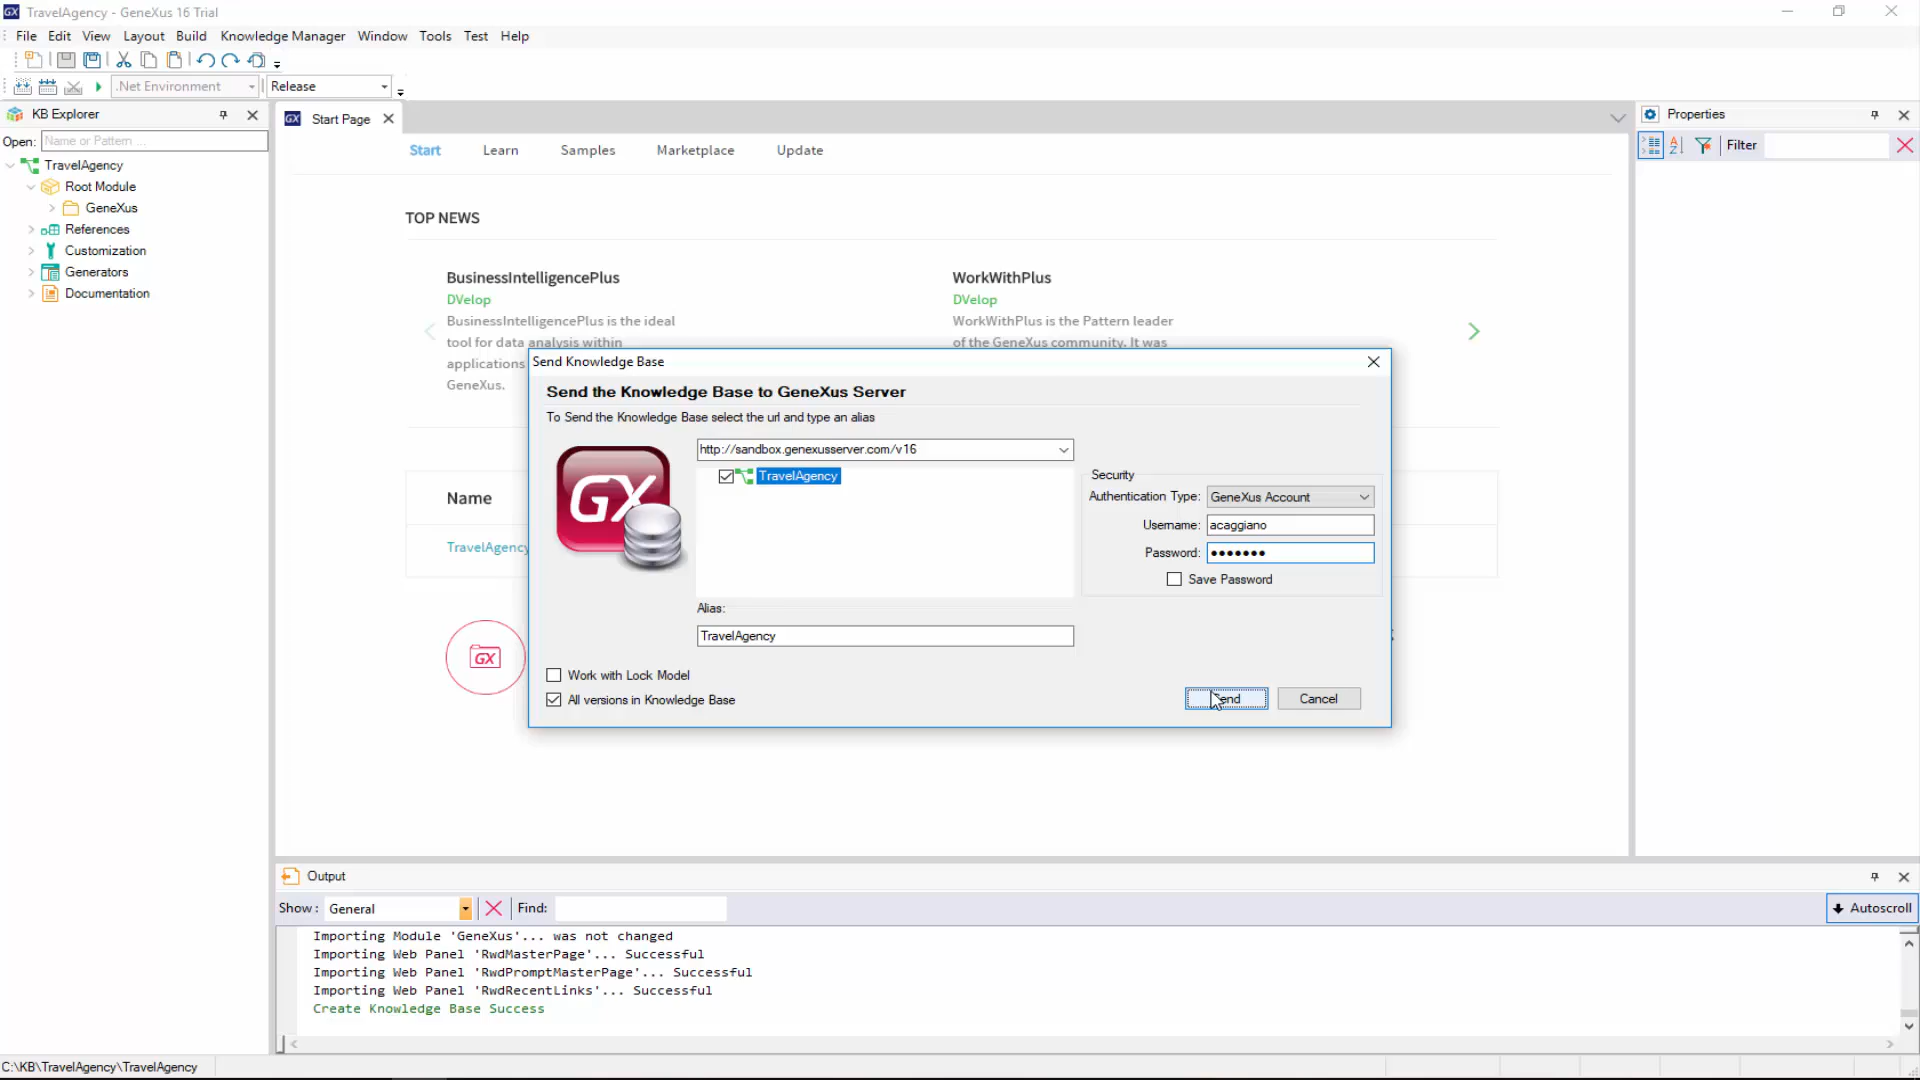 GX TravelAgency - GeneXus 16 Trial
File Edit View Layout Build Knowledge Manager Window Tools Test Help
.Net Environment Release
KB Explorer
Open: Name or Pattern ...
TravelAgency
Root Module
GeneXus
References
Customization
Generators
Documentation
GX Start Page
Start Learn Samples Marketplace Update
TOP NEWS
BusinessIntelligencePlus
DVelop
BusinessIntelligencePlus is the ideal
tool for data analysis within
applications
GeneXus.
WorkWithPlus
DVelop
WorkWithPlus is the Pattern leader
of the GeneXus community. It was
Name
TravelAgency
GX
Send Knowledge Base
Send the Knowledge Base to GeneXus Server
To Send the Knowledge Base select the url and type an alias
GX
http://sandbox.genexusserver.com/v16
TravelAgency
Security
Authentication Type: GeneXus Account
Username: acaggiano
Password: •••••••
Save Password
Alias:
TravelAgency
Work with Lock Model
All versions in Knowledge Base
Send Cancel
Properties
Filter
Output
Show : General Find: Autoscroll
Importing Module 'GeneXus'... was not changed
Importing Web Panel 'RwdMasterPage'... Successful
Importing Web Panel 'RwdPromptMasterPage'... Successful
Importing Web Panel 'RwdRecentLinks'... Successful
Create Knowledge Base Success
C:\KB\TravelAgency\TravelAgency